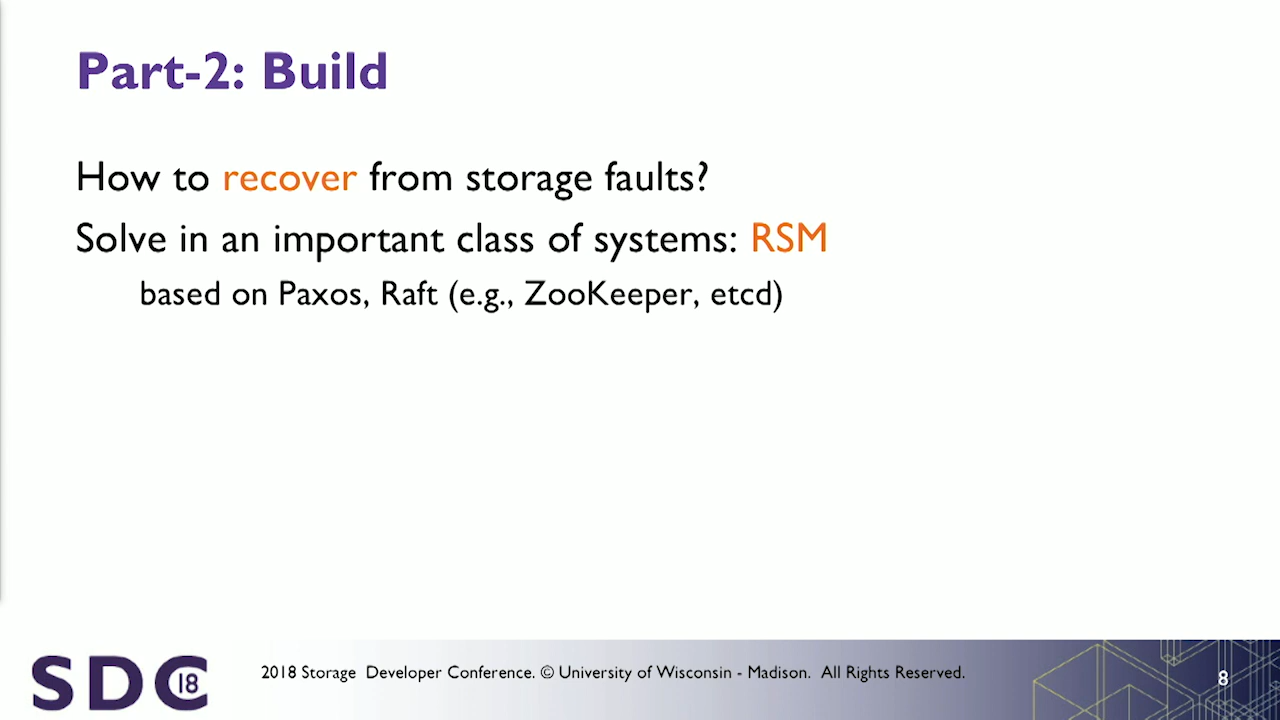 Part-2: Build
How to recover from storage faults?
Solve in an important class of systems: RSM
based on Paxos, Raft (e.g., ZooKeeper, etcd)
SDC 18
2018 Storage Developer Conference. © University of Wisconsin - Madison. All Rights Reserved.
8